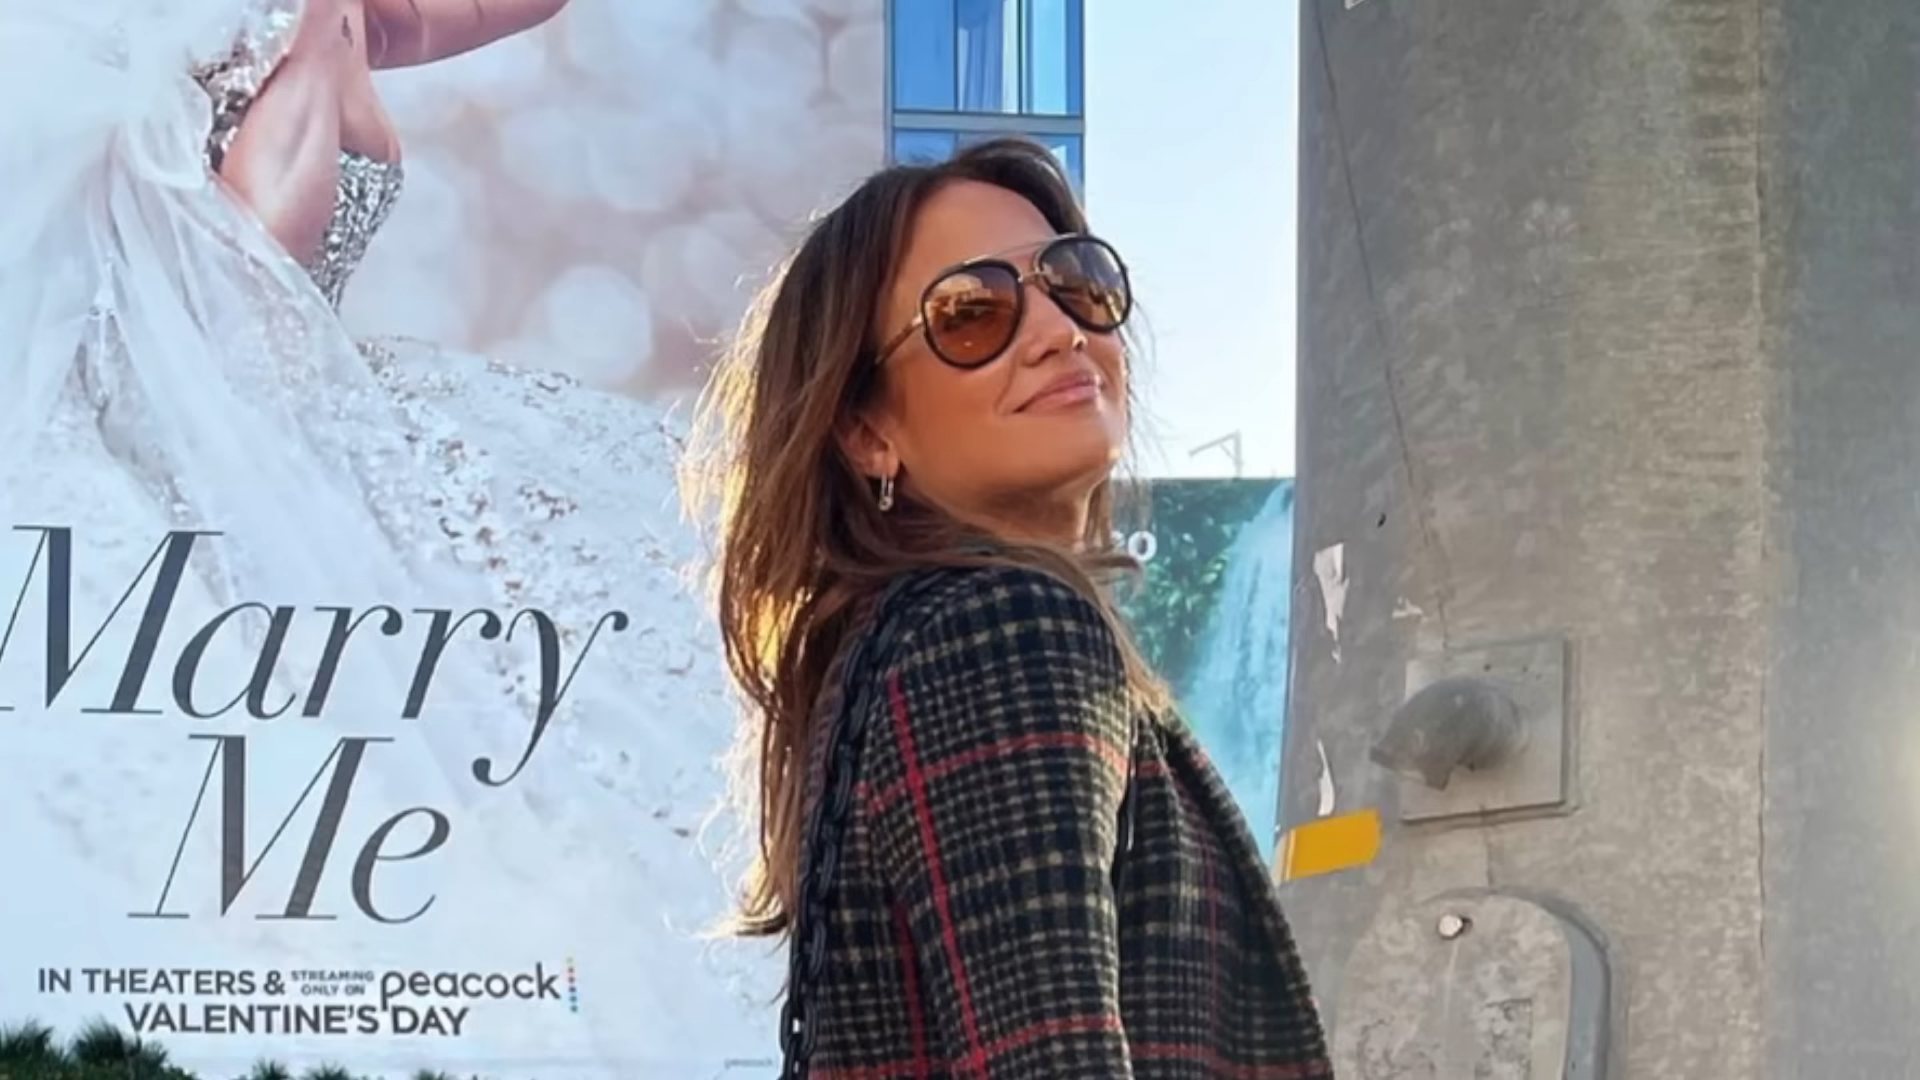 Marry
Me
IN THEATERS & STREAMING ONLY ON peacock
VALENTINE'S DAY